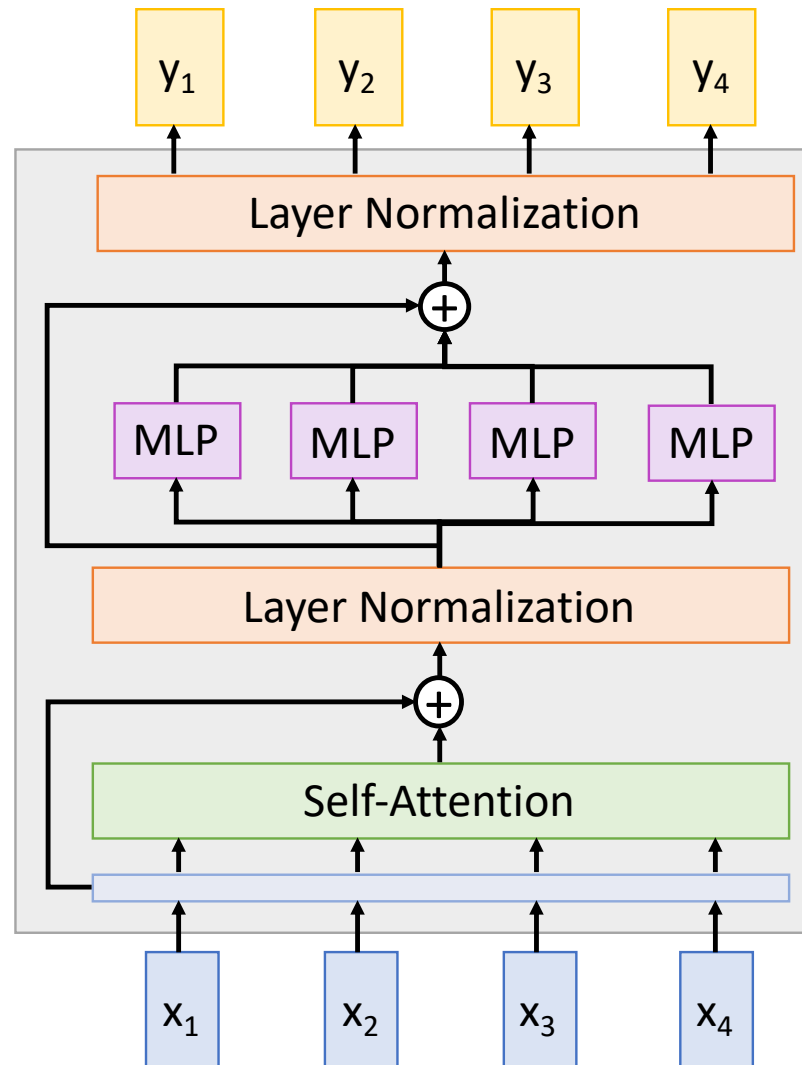 y₁ y₂ y₃ y₄
Layer Normalization
+
MLP MLP MLP MLP
Layer Normalization
+
Self-Attention
x₁ x₂ x₃ x₄